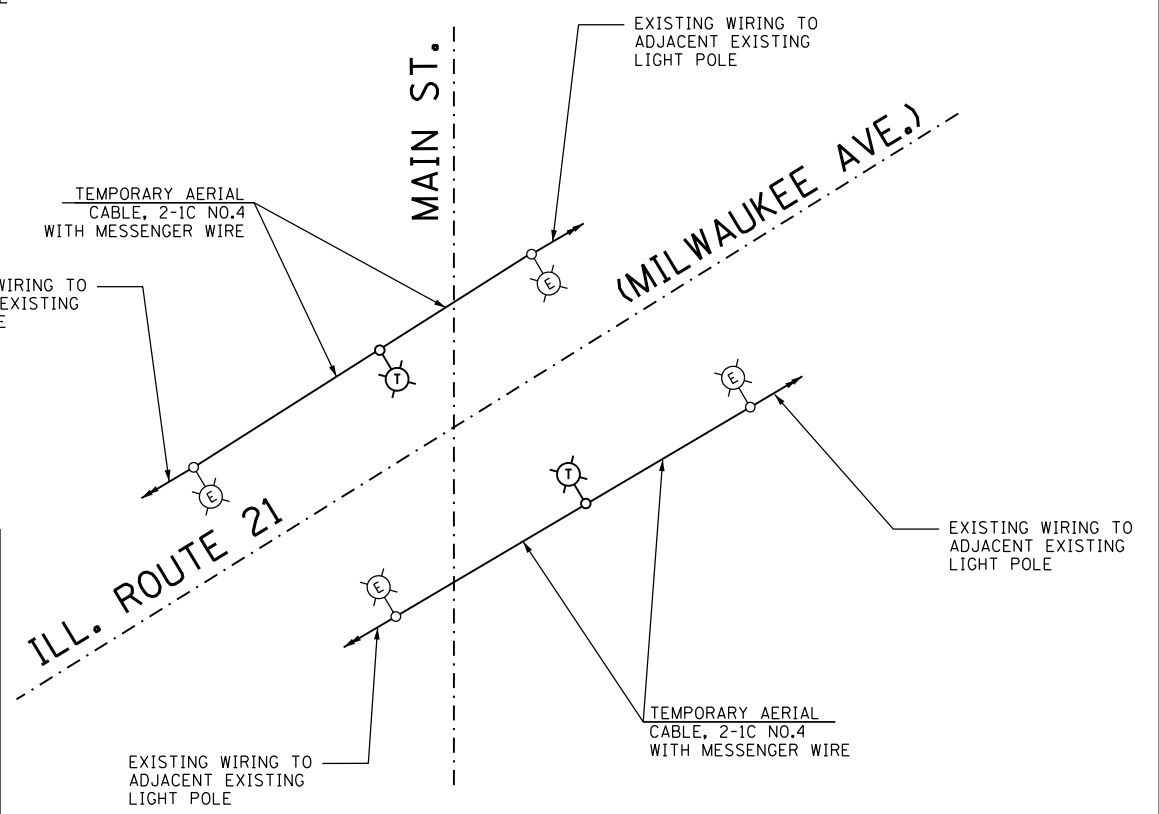 EXISTING WIRING TO
ADJACENT EXISTING
LIGHT POLE
MAIN ST.
(MILWAUKEE AVE.)
TEMPORARY AERIAL
CABLE, 2-1C NO.4
WITH MESSENGER WIRE
WIRING TO
EXISTING
E
E
T
E
E
T
E
ILL. ROUTE 21
EXISTING WIRING TO
ADJACENT EXISTING
LIGHT POLE
TEMPORARY AERIAL
CABLE, 2-1C NO.4
WITH MESSENGER WIRE
EXISTING WIRING TO
ADJACENT EXISTING
LIGHT POLE